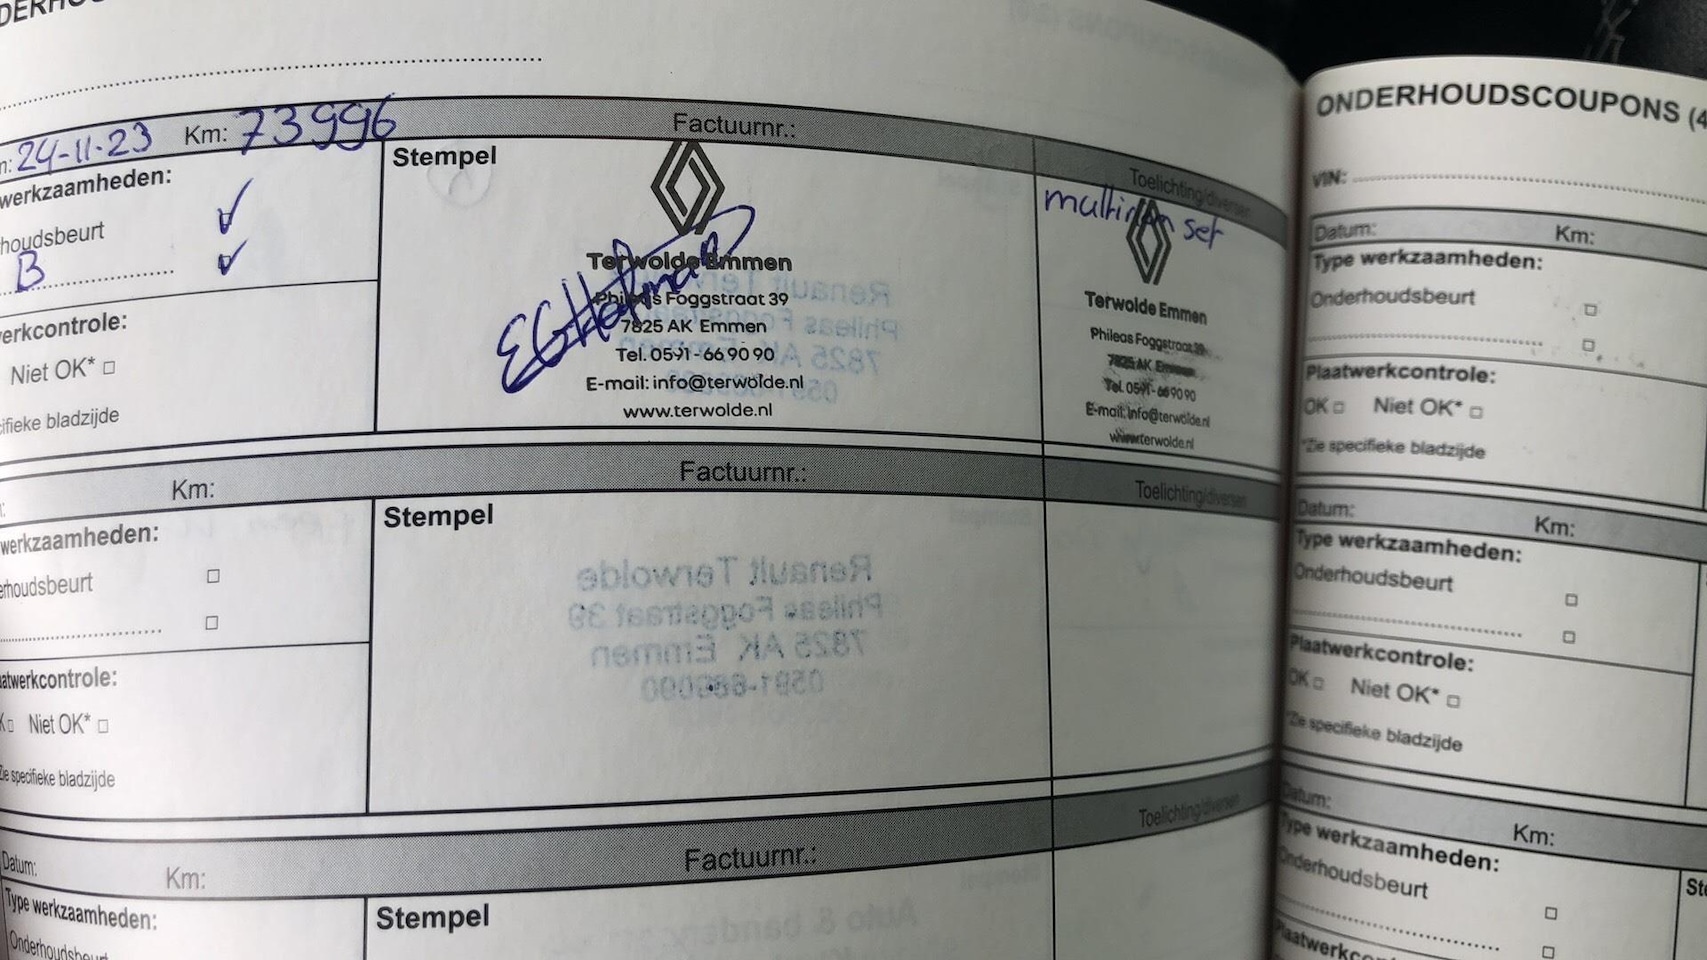 24-11-23 Km: 73996 Factuurnr.:
werkzaamheden:
houdsbeurt
B
erkcontrole:
Niet OK*
cifieke bladzijde
Stempel
Terwolde Emmen
Phileas Foggstraat 39
7825 AK Emmen
Tel. 0591-66 90 90
E-mail: info@terwolde.nl
www.terwolde.nl
Toelichting/diversen
set
Terwolde Emmen
Phileas Foggstraat 39
7825 AK Emmen
Tel. 0591-66 90 90
E-mail: info@terwolde.nl
www.terwolde.nl
Km: Factuurnr.: Toelichting/diversen
werkzaamheden:
erhoudsbeurt
aatwerkcontrole:
Niet OK*
Zie specifieke bladzijde
Stempel
Renault Terwolde
Phileas Foggstraat 39
7825 AK Emmen
0591-669090
Datum: Km: Factuurnr.: Toelichting/diversen
Type werkzaamheden:
Onderhoudsbeurt
Stempel
ONDERHOUDSCOUPONS (4
VIN:
Datum: Km:
Type werkzaamheden:
Onderhoudsbeurt
Plaatwerkcontrole:
OK Niet OK*
*Zie specifieke bladzijde
Datum: Km:
Type werkzaamheden:
Onderhoudsbeurt
Plaatwerkcontrole:
OK Niet OK*
*Zie specifieke bladzijde
Datum: Km:
Type werkzaamheden:
Onderhoudsbeurt
Plaatwerkcontrole:
Ste